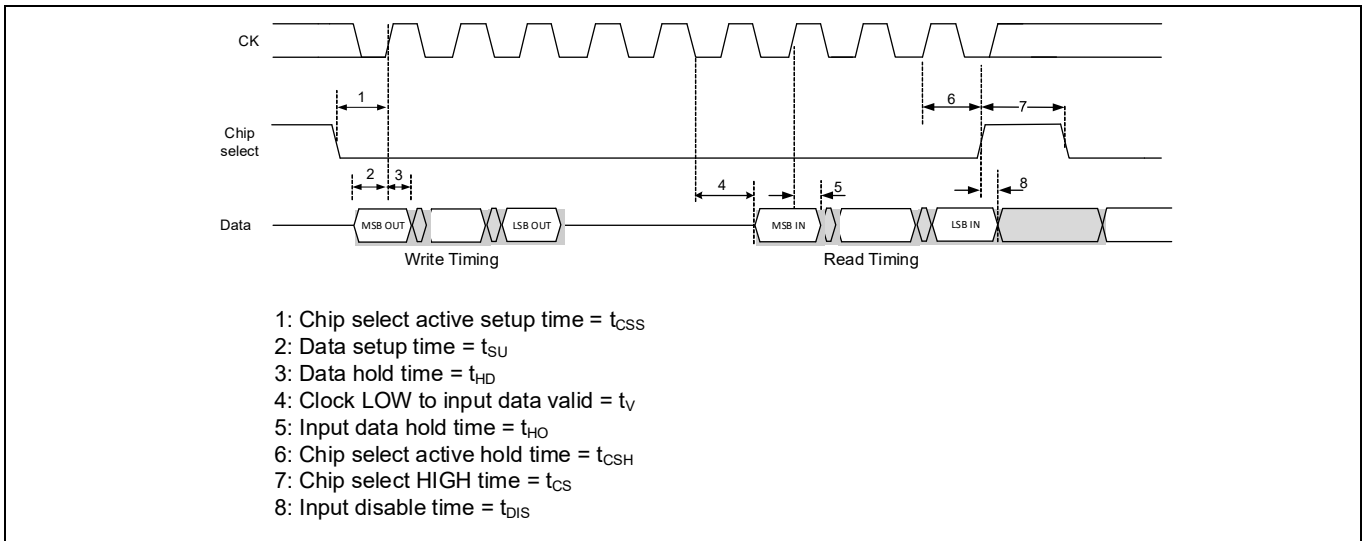 CK
1
6
7
Chip
select
2
3
4
5
8
Data
MSB OUT
LSB OUT
MSB IN
LSB IN
Write Timing
Read Timing
1: Chip select active setup time = tCSS
2: Data setup time = tSU
3: Data hold time = tHD
4: Clock LOW to input data valid = tV
5: Input data hold time = tHO
6: Chip select active hold time = tCSH
7: Chip select HIGH time = tCS
8: Input disable time = tDIS